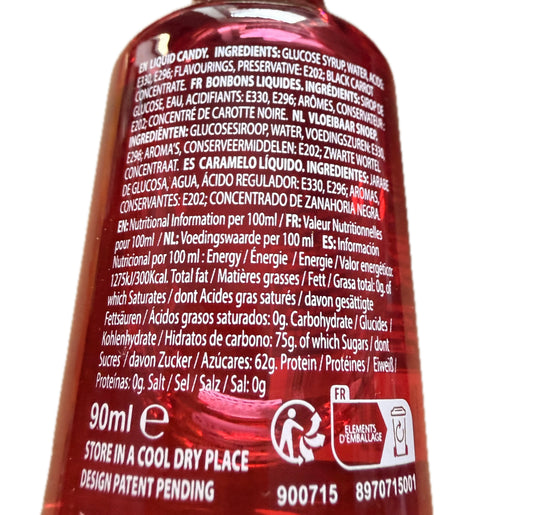 EN LIQUID CANDY. INGREDIENTS: GLUCOSE SYRUP, WATER, ACIDS:
E330, E296; FLAVOURINGS, PRESERVATIVE: E202; BLACK CARROT
CONCENTRATE. FR BONBONS LIQUIDES. INGRÉDIENTS: SIROP DE
GLUCOSE, EAU, ACIDIFIANTS: E330, E296; ARÔMES, CONSERVATEUR:
E202; CONCENTRÉ DE CAROTTE NOIRE. NL VLOEIBAAR SNOEP.
INGREDIËNTEN: GLUCOSESIROOP, WATER, VOEDINGSZUREN: E330,
E296; AROMA'S, CONSERVEERMIDDELEN: E202; ZWARTE WORTEL
CONCENTRAAT. ES CARAMELO LÍQUIDO. INGREDIENTES: JARABE
DE GLUCOSA, AGUA, ÁCIDO REGULADOR: E330, E296; AROMAS,
CONSERVANTES: E202; CONCENTRADO DE ZANAHORIA NEGRA
EN: Nutritional Information per 100ml / FR: Valeur Nutritionnelles
pour 100ml / NL: Voedingswaarde per 100 ml ES: Información
Nutricional por 100 ml : Energy / Énergie / Energie / Valor energético:
1275kJ/300Kcal. Total fat / Matières grasses / Fett / Grasa total: 0g. of
which Saturates / dont Acides gras saturés / davon gesättigte
Fettsäuren / Ácidos grasos saturados: 0g. Carbohydrate / Glucides /
Kohlenhydrate / Hidratos de carbono: 75g. of which Sugars / dont
Sucres / davon Zucker / Azúcares: 62g. Protein / Protéines / Eiweiß /
Proteínas: 0g. Salt / Sel / Salz / Sal: 0g
90ml e
FR
ELEMENTS
D'EMBALLAGE
STORE IN A COOL DRY PLACE
DESIGN PATENT PENDING
900715 8970715001